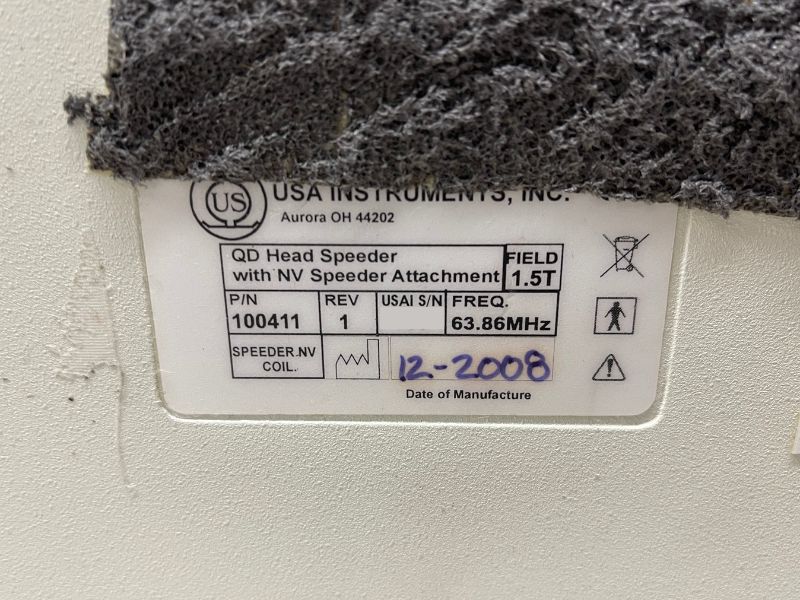 US
USA INSTRUMENTS, INC.
Aurora OH 44202
QD Head Speeder
with NV Speeder Attachment
FIELD
1.5T
P/N
100411
REV
1
USAI S/N
FREQ.
63.86MHz
SPEEDER.NV
COIL.
12-2008
Date of Manufacture